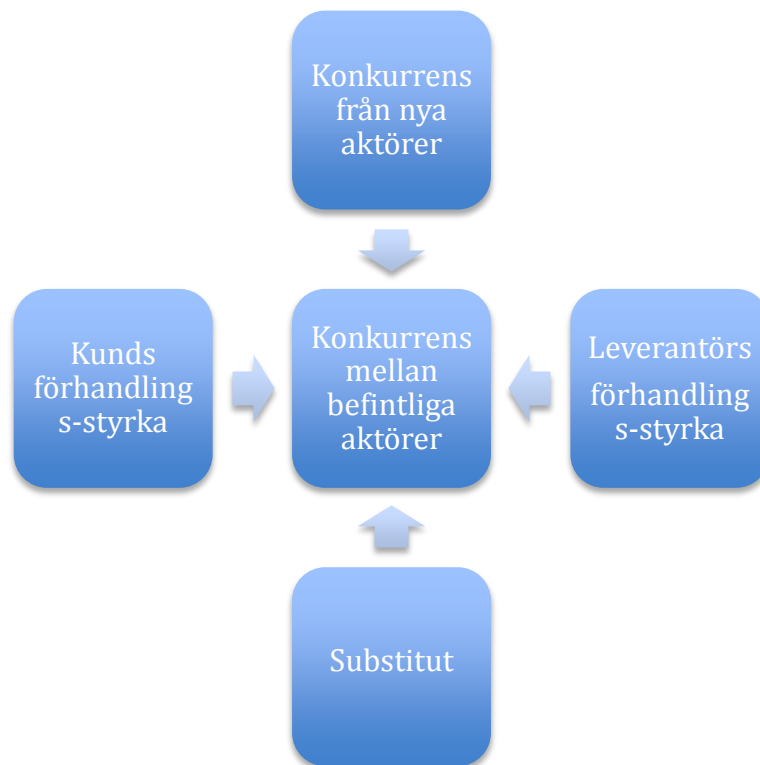 Konkurrens
från nya
aktörer
Kunds
förhandling
s-styrka
Konkurrens
mellan
befintliga
aktörer
Leverantörs
förhandling
s-styrka
Substitut